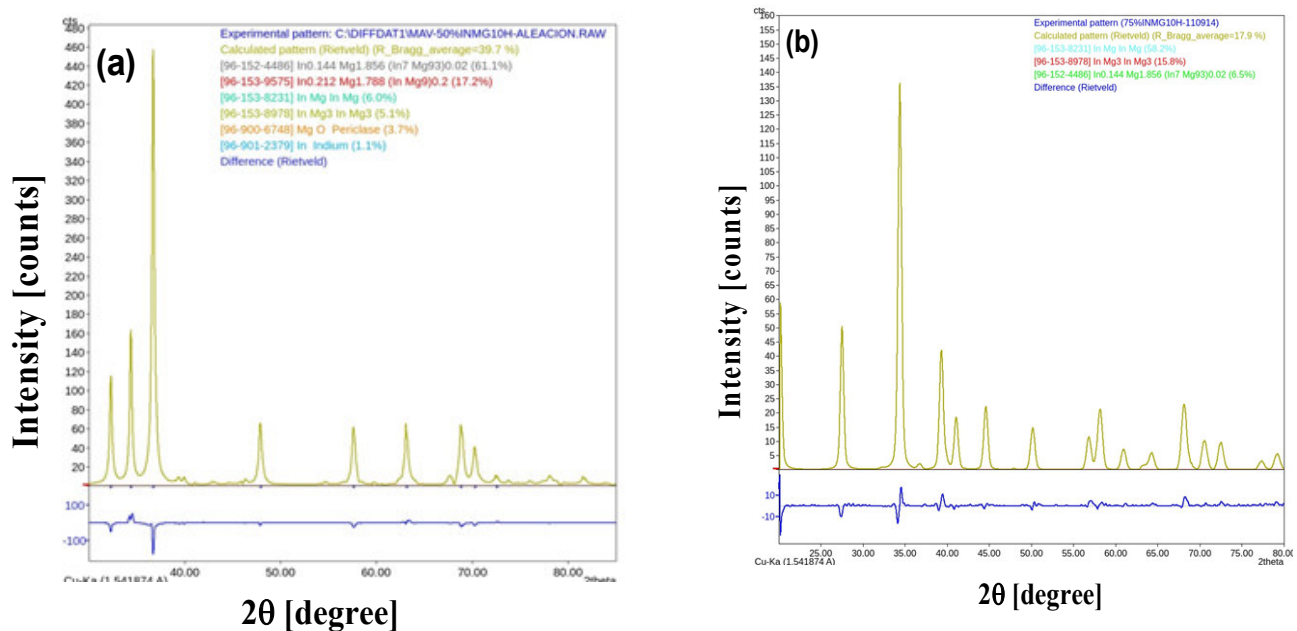 (a)
cts
Experimental pattern: C:\DIFFDAT1\MAV-50%INMG10H-ALEACION.RAW
Calculated pattern (Rietveld) (R_Bragg_average=39.7 %)
[96-152-4486] In0.144 Mg1.856 (In7 Mg93)0.02 (61.1%)
[96-153-9575] In0.212 Mg1.788 (In Mg9)0.2 (17.2%)
[96-153-8231] In Mg In Mg (6.0%)
[96-153-8978] In Mg3 In Mg3 (5.1%)
[96-900-6748] Mg O Periclase (3.7%)
[96-901-2379] In Indium (1.1%)
Difference (Rietveld)
480
460
440
420
400
380
360
340
320
300
280
260
240
220
200
180
160
140
120
100
80
60
40
20
100
-100
40.00 50.00 60.00 70.00 80.00
Cu-Ka (1.541874 A) 2theta
Intensity [counts]
2θ [degree]
(b)
cts
Experimental pattern (75%INMG10H-110914)
Calculated pattern (Rietveld) (R_Bragg_average=17.9 %)
[96-153-8231] In Mg In Mg (58.2%)
[96-153-8978] In Mg3 In Mg3 (15.8%)
[96-152-4486] In0.144 Mg1.856 (In7 Mg93)0.02 (6.5%)
Difference (Rietveld)
160
155
150
145
140
135
130
125
120
115
110
105
100
95
90
85
80
75
70
65
60
55
50
45
40
35
30
25
20
15
10
5
10
-10
25.00 30.00 35.00 40.00 45.00 50.00 55.00 60.00 65.00 70.00 75.00 80.00
Cu-Ka (1.541874 A) 2theta
Intensity [counts]
2θ [degree]